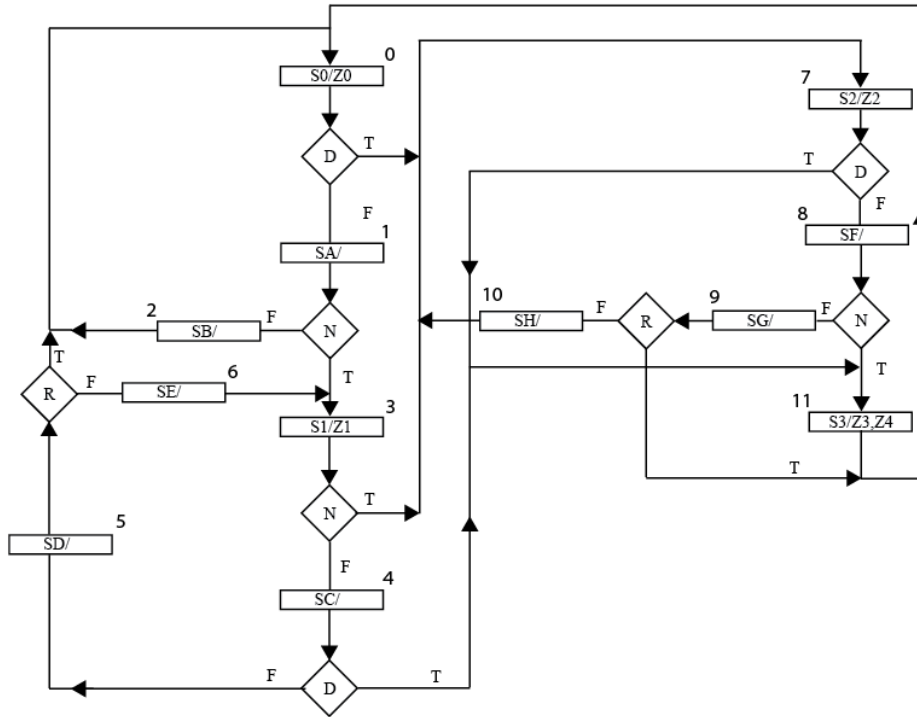 0
S0/Z0
7
S2/Z2
D
T
T
D
F
F
1
8
SA/
SF/
2
F
N
10
F
9
F
N
SB/
SH/
R
SG/
T
6
T
T
R
F
SE/
3
11
S1/Z1
S3/Z3,Z4
T
N
T
5
SD/
F
4
SC/
F
D
T